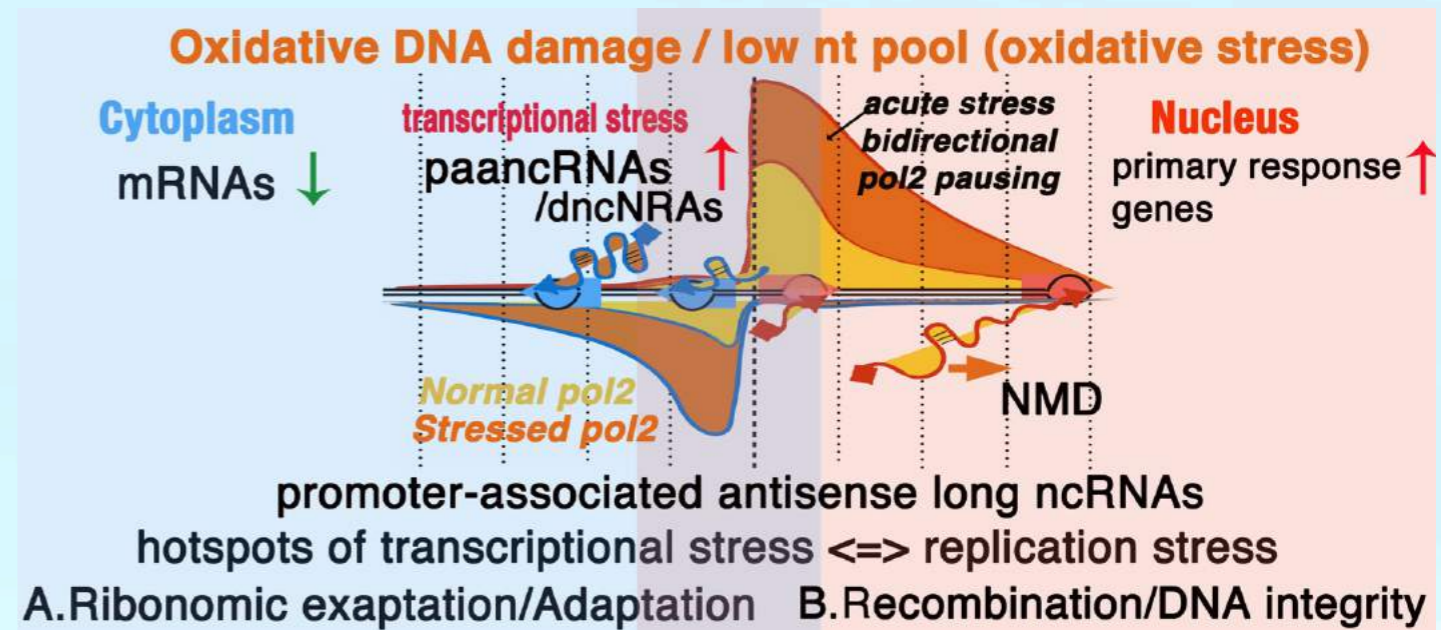 Oxidative DNA damage / low nt pool (oxidative stress)
Cytoplasm
mRNAs ↓
transcriptional stress
paancRNAs ↑
/dncNRAs
acute stress
bidirectional
pol2 pausing
Nucleus
primary response ↑
genes
Normal pol2
Stressed pol2
NMD
promoter-associated antisense long ncRNAs
hotspots of transcriptional stress <=> replication stress
A.Ribonomic exaptation/Adaptation B.Recombination/DNA integrity